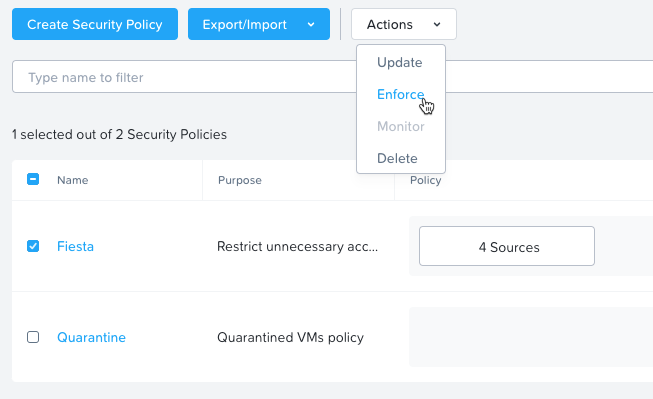 Create Security Policy
Export/Import
Actions
Update
Enforce
Monitor
Delete
Type name to filter
1 selected out of 2 Security Policies
Name
Purpose
Policy
Fiesta
Restrict unnecessary acc...
4 Sources
Quarantine
Quarantined VMs policy